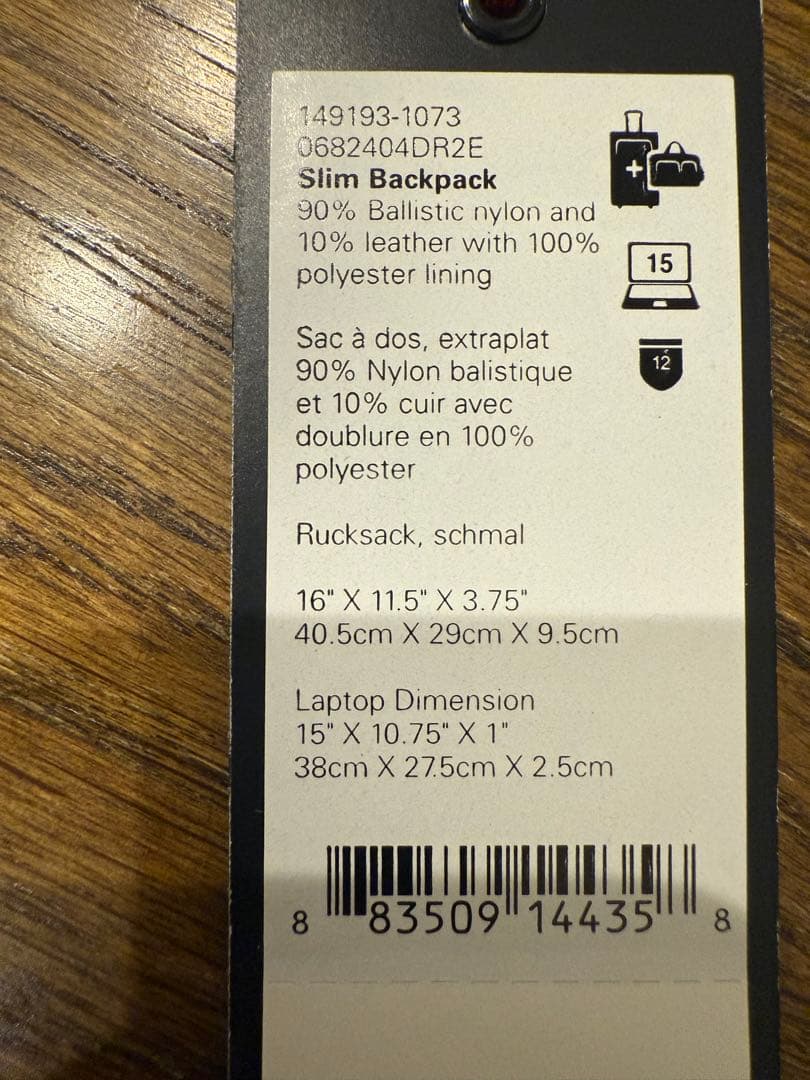 149193-1073
0682404DR2E
Slim Backpack
90% Ballistic nylon and
10% leather with 100%
polyester lining
15
12
Sac à dos, extraplat
90% Nylon balistique
et 10% cuir avec
doublure en 100%
polyester
Rucksack, schmal
16" X 11.5" X 3.75"
40.5cm X 29cm X 9.5cm
Laptop Dimension
15" X 10.75" X 1"
38cm X 27.5cm X 2.5cm
8 83509 14435 8